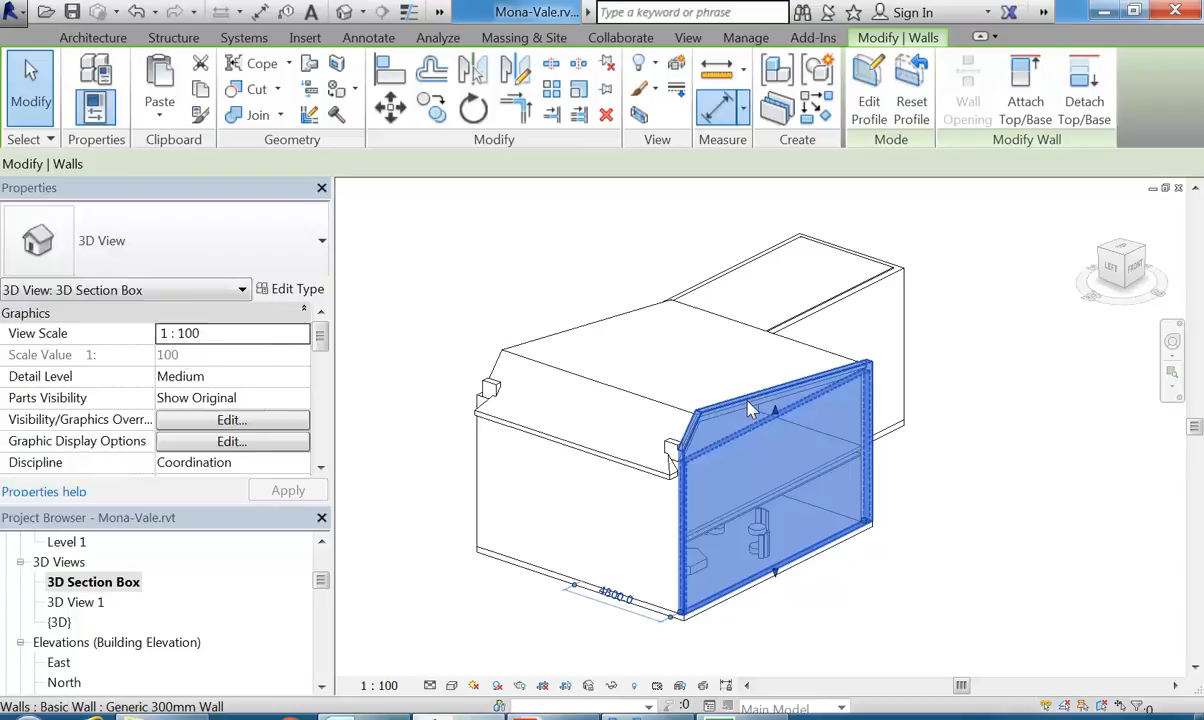 Mona-Vale.rv...
Type a keyword or phrase
Sign In
Architecture Structure Systems Insert Annotate Analyze Massing & Site Collaborate View Manage Add-Ins Modify | Walls
Modify Paste Cope Cut Join Edit Profile Reset Profile Wall Opening Attach Top/Base Detach Top/Base
Select Properties Clipboard Geometry Modify View Measure Create Mode Modify Wall
Modify | Walls
Properties
3D View
3D View: 3D Section Box Edit Type
Graphics
View Scale 1 : 100
Scale Value 1: 100
Detail Level Medium
Parts Visibility Show Original
Visibility/Graphics Overr... Edit...
Graphic Display Options Edit...
Discipline Coordination
Properties help Apply
Project Browser - Mona-Vale.rvt
Level 1
3D Views
3D Section Box
3D View 1
{3D}
Elevations (Building Elevation)
East
North
TOP
LEFT
FRONT
4800.0
1 : 100
Walls : Basic Wall : Generic 300mm Wall
:0
Main Model
:0